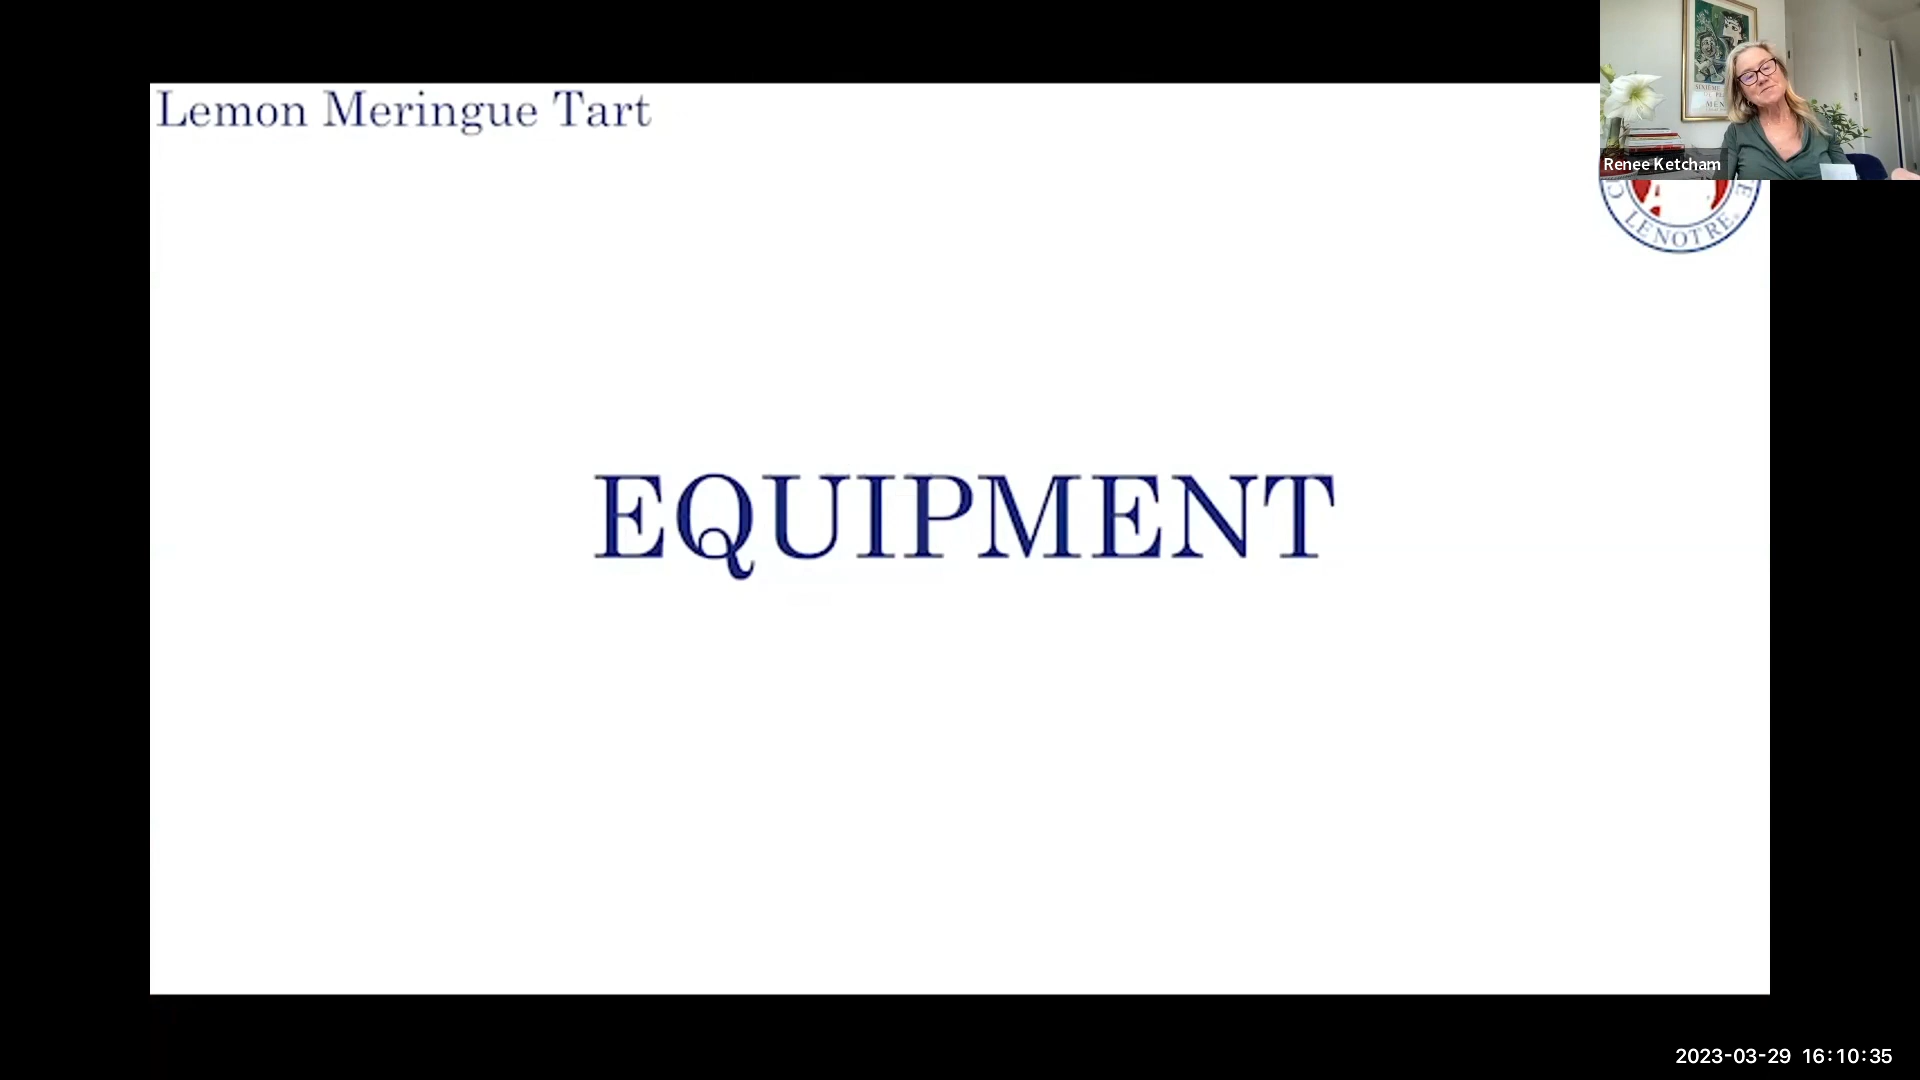 Lemon Meringue Tart
Renee Ketcham
LENOTRE
EQUIPMENT
2023-03-29 16:10:35